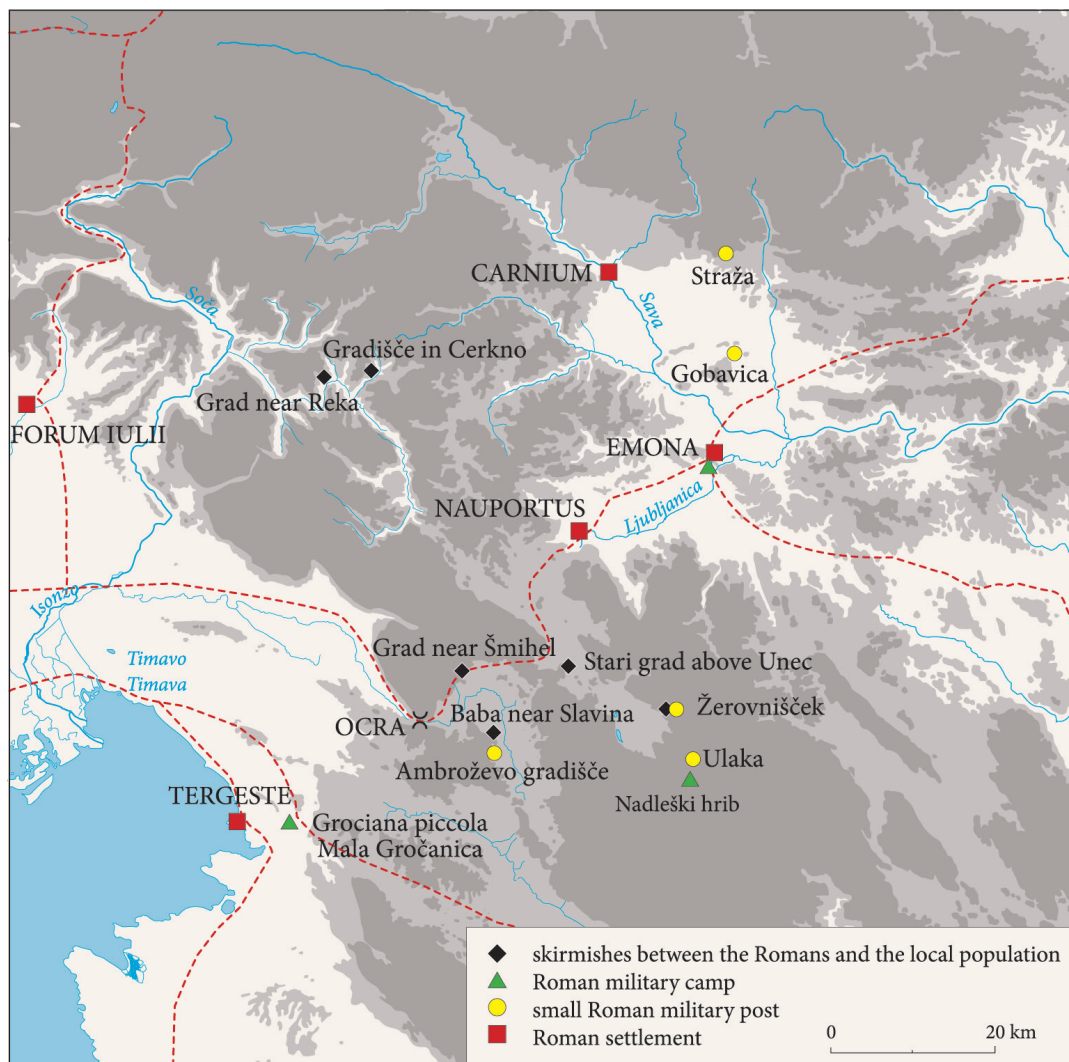 CARNIUM
Straža
Soča
Sava
Gradišče in Cerkno
Gobavica
Grad near Reka
FORUM IULII
EMONA
NAUPORTUS
Ljubljanica
Isonzo
Grad near Šmihel
Timavo
Timava
Stari grad above Unec
Baba near Slavina
Žerovnišček
OCRA
Ambroževo gradišče
Ulaka
TERGESTE
Nadleški hrib
Grociana piccola
Mala Gročanica
skirmishes between the Romans and the local population
Roman military camp
small Roman military post
Roman settlement
0 20 km